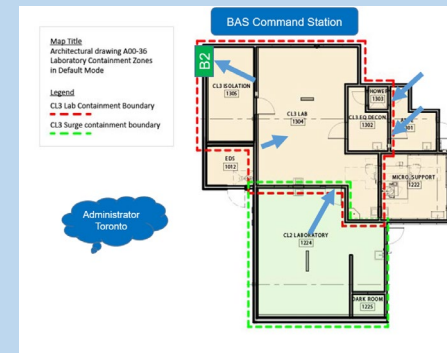 BAS Command Station
Map Title
Architectural drawing A00-36
Laboratory Containment Zones
in Default Mode
Legend
CL3 Lab Containment Boundary
CL3 Surge containment boundary
B2
CL3 ISOLATION
1305
CL3 LAB
1304
SHOWER
1303
CL3 EQ DECON
1302
1301
EDS
1012
MICRO. SUPPORT
1222
Administrator
Toronto
CL2 LABORATORY
1224
DARK ROOM
1225